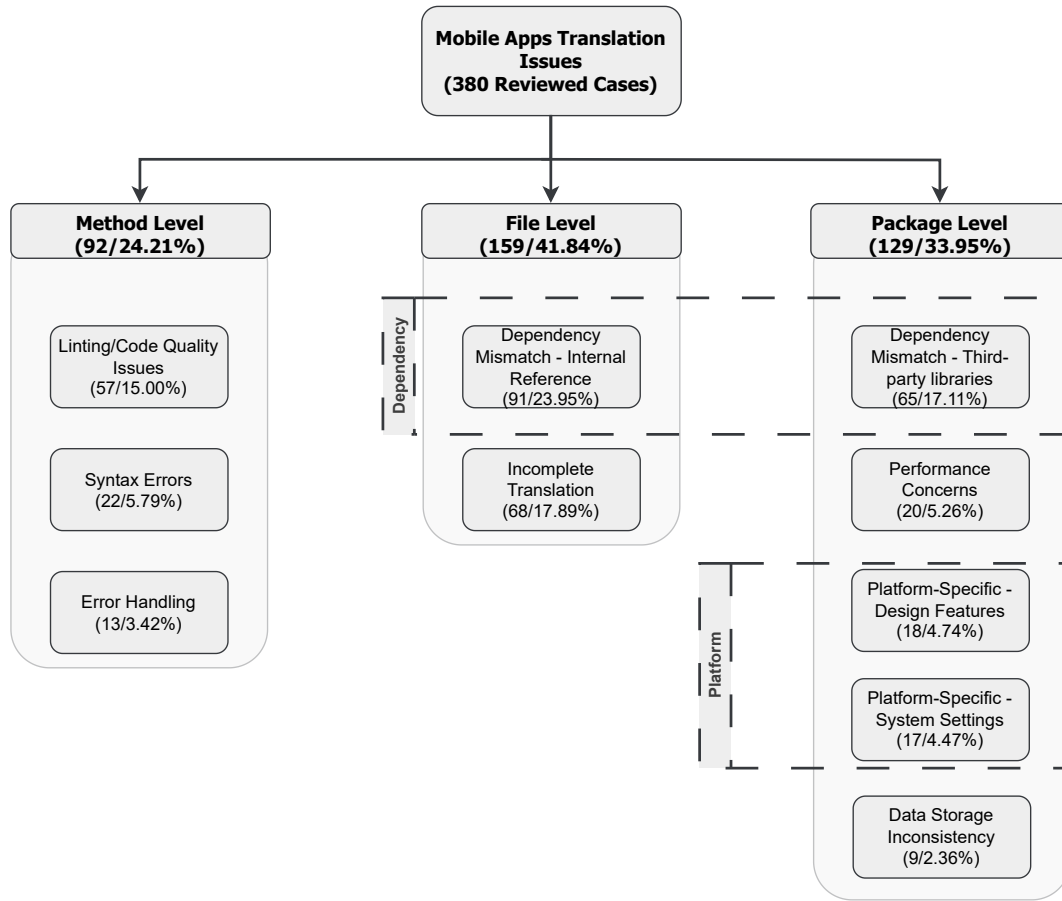 Mobile Apps Translation
Issues
(380 Reviewed Cases)
Method Level
(92/24.21%)
Linting/Code Quality
Issues
(57/15.00%)
Syntax Errors
(22/5.79%)
Error Handling
(13/3.42%)
File Level
(159/41.84%)
Dependency
Dependency
Mismatch - Internal
Reference
(91/23.95%)
Incomplete
Translation
(68/17.89%)
Package Level
(129/33.95%)
Dependency
Mismatch - Third-
party libraries
(65/17.11%)
Performance
Concerns
(20/5.26%)
Platform
Platform-Specific -
Design Features
(18/4.74%)
Platform-Specific -
System Settings
(17/4.47%)
Data Storage
Inconsistency
(9/2.36%)